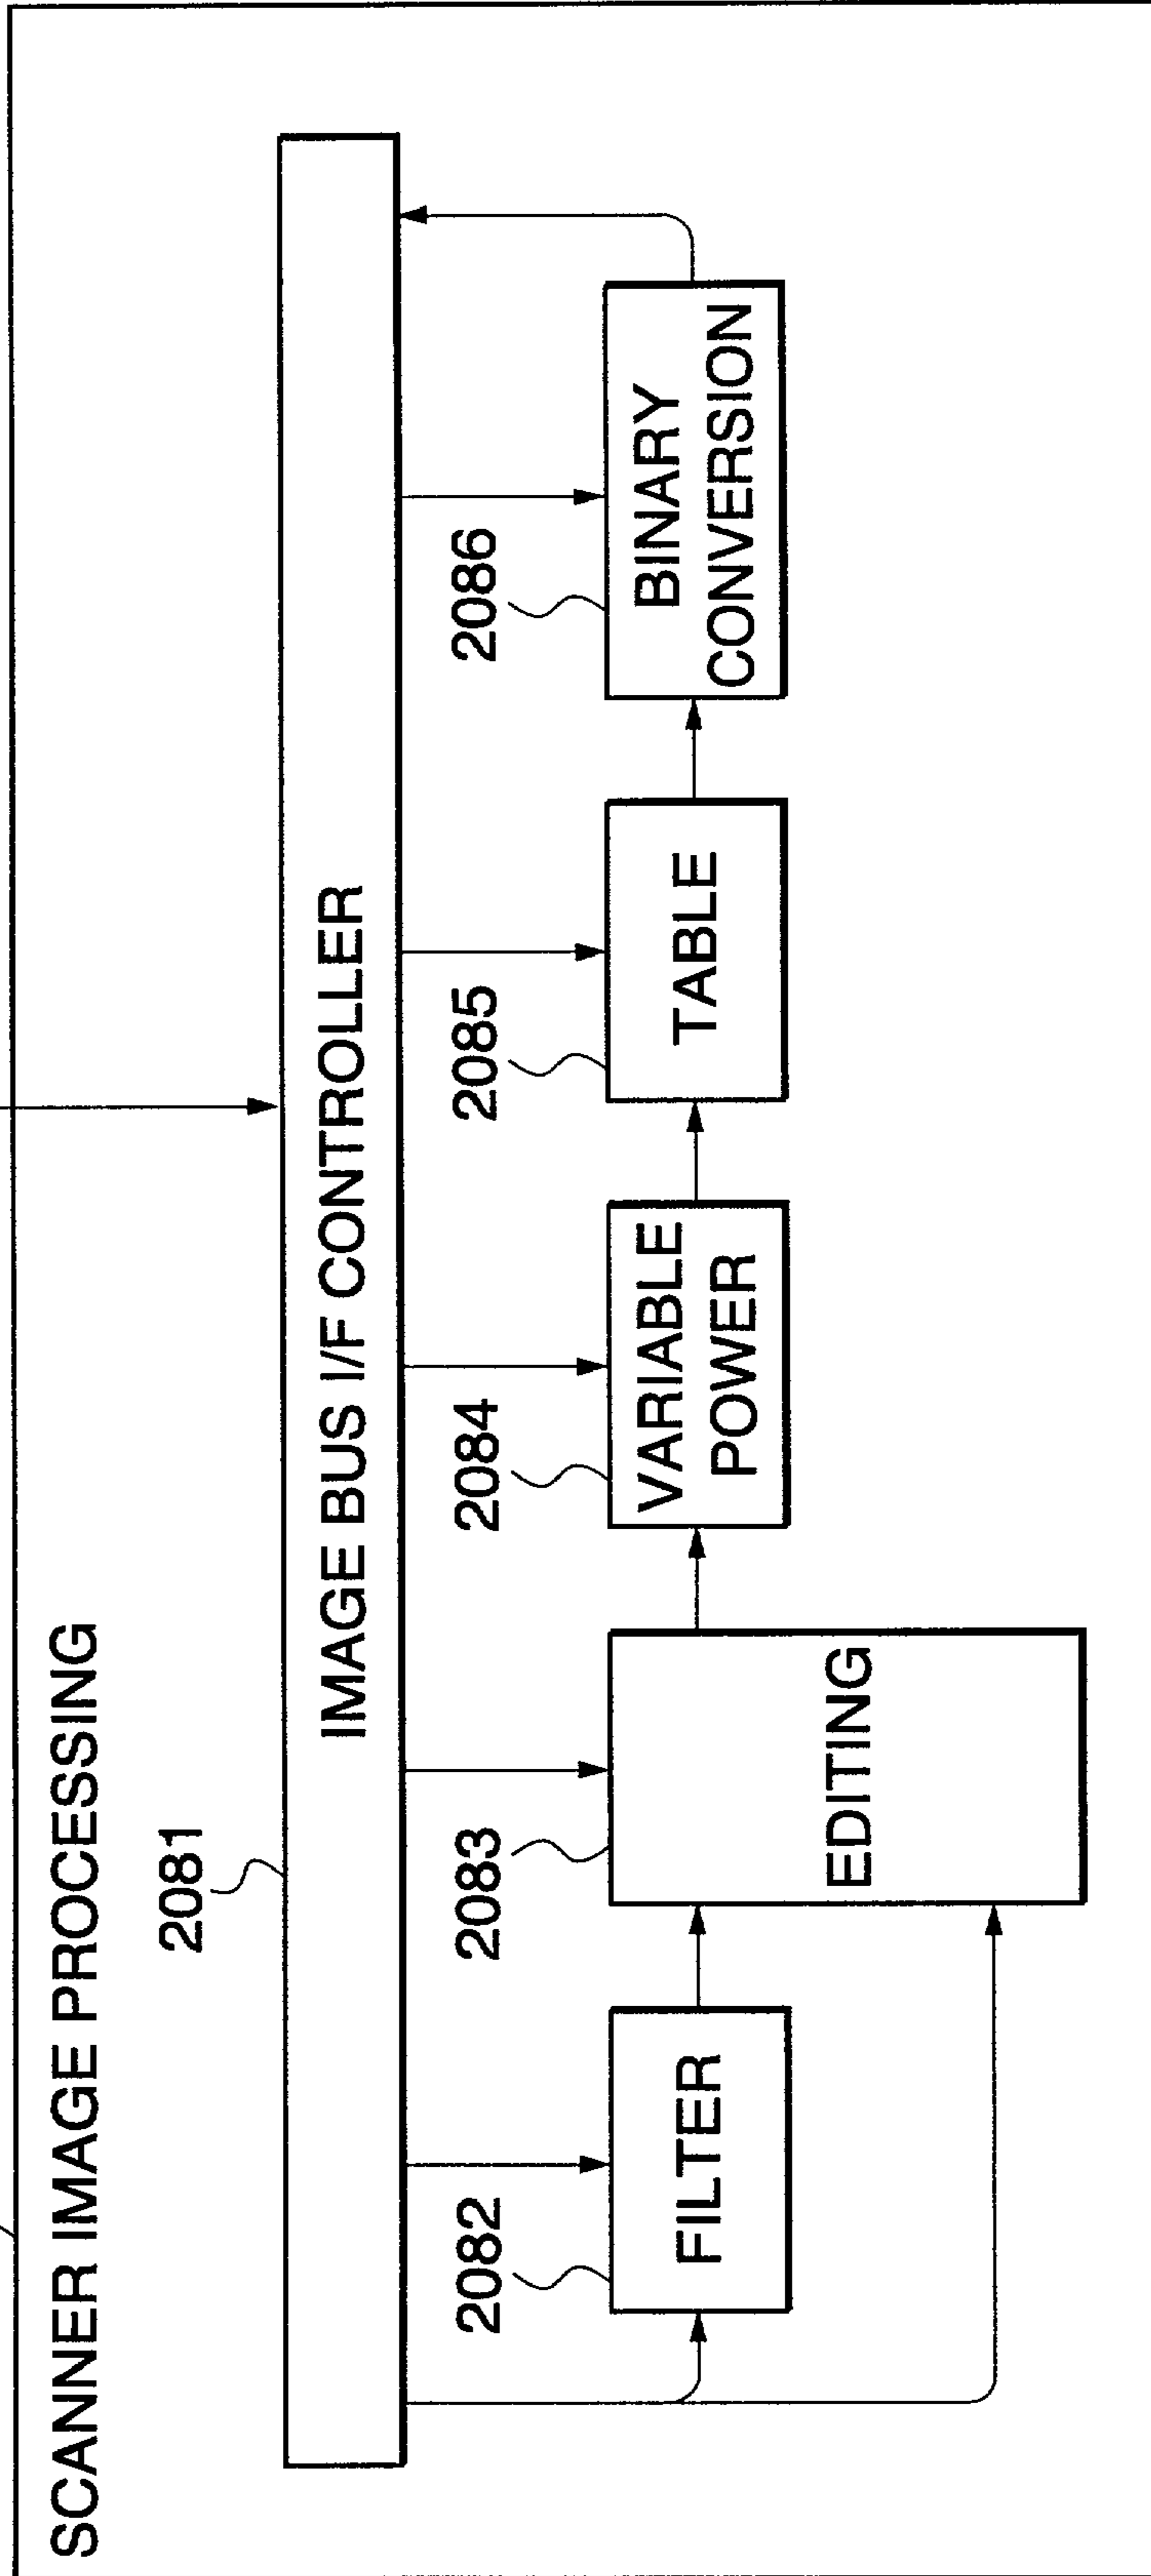 SCANNER IMAGE PROCESSING
2081
IMAGE BUS I/F CONTROLLER
2082
2083
2084
2085
2086
FILTER
EDITING
VARIABLE
POWER
TABLE
BINARY
CONVERSION